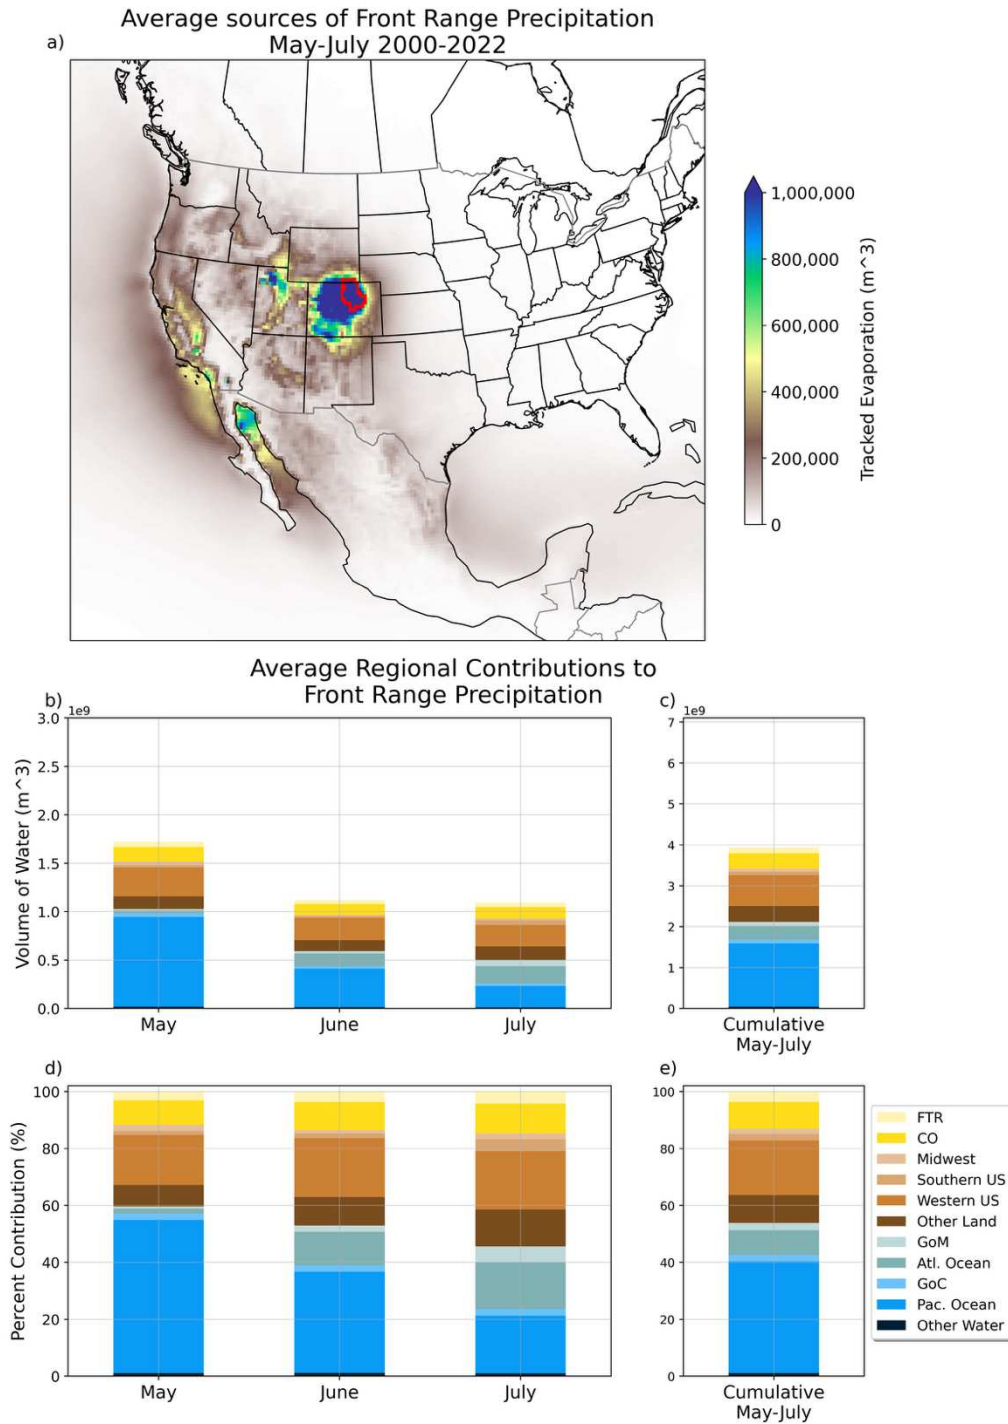 Average sources of Front Range Precipitation
May-July 2000-2022
a)
1,000,000
800,000
600,000
400,000
200,000
0
Tracked Evaporation (m^3)
Average Regional Contributions to
Front Range Precipitation
b)
1e9
3.0
2.5
2.0
1.5
1.0
0.5
0.0
Volume of Water (m^3)
May
June
July
c)
1e9
7
6
5
4
3
2
1
0
Cumulative
May-July
d)
100
80
60
40
20
0
Percent Contribution (%)
May
June
July
e)
100
80
60
40
20
0
Cumulative
May-July
FTR
CO
Midwest
Southern US
Western US
Other Land
GoM
Atl. Ocean
GoC
Pac. Ocean
Other Water